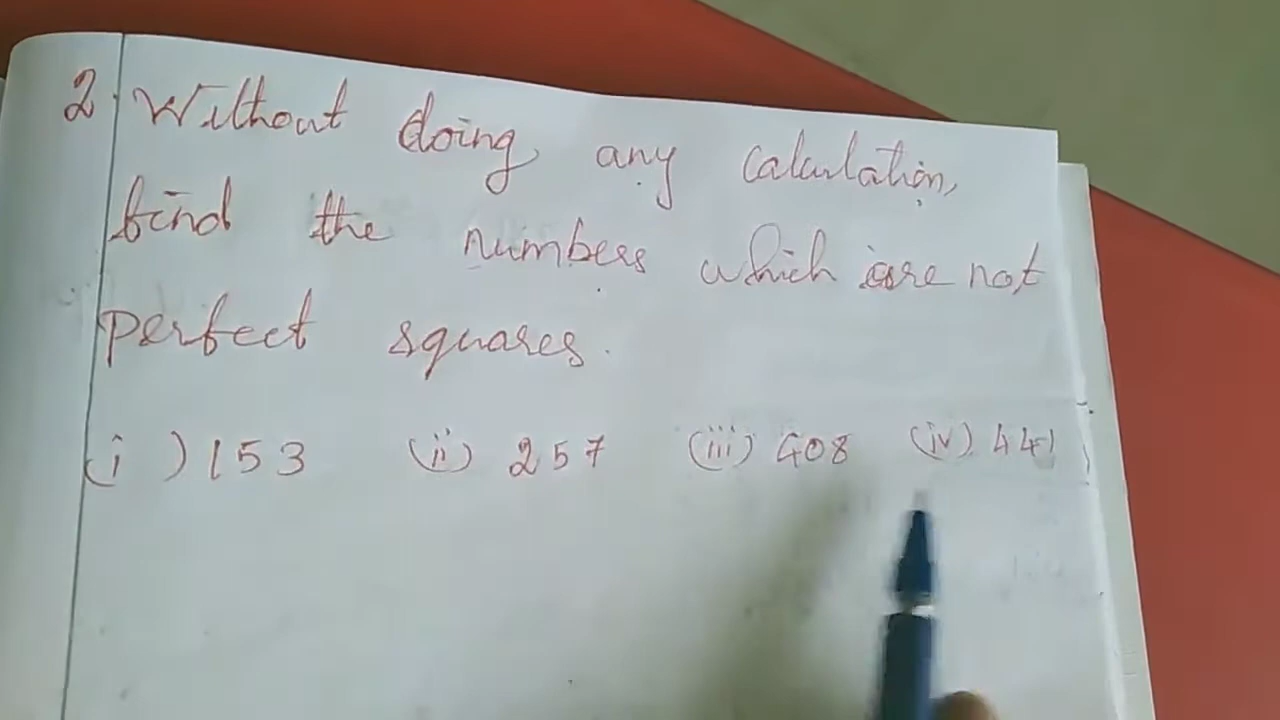 2. Without doing, any calculation,
find the numbers which are not
perfect squares.
(i) 153 (ii) 257 (iii) 408 (iv) 441